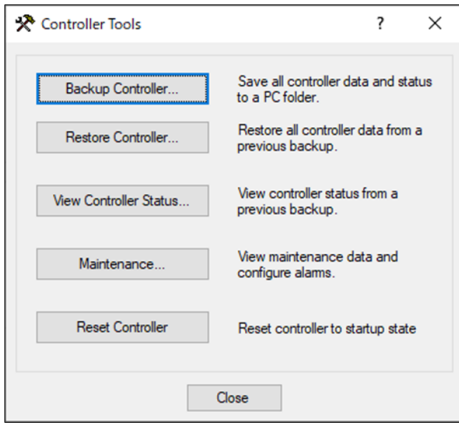 Controller Tools
?
Backup Controller...
Save all controller data and status
to a PC folder.
Restore Controller...
Restore all controller data from a
previous backup.
View Controller Status...
View controller status from a
previous backup.
Maintenance...
View maintenance data and
configure alarms.
Reset Controller
Reset controller to startup state
Close